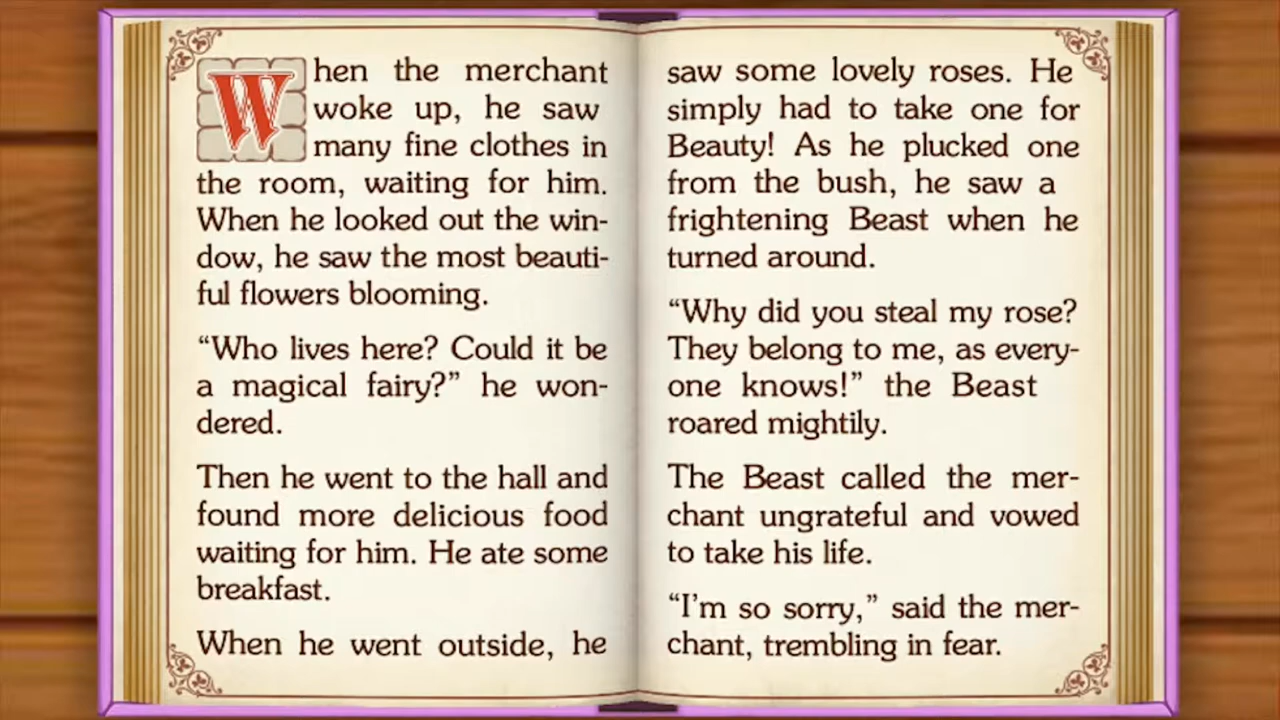 When the merchant
woke up, he saw
many fine clothes in
the room, waiting for him.
When he looked out the win-
dow, he saw the most beauti-
ful flowers blooming.
“Who lives here? Could it be
a magical fairy?” he won-
dered.
Then he went to the hall and
found more delicious food
waiting for him. He ate some
breakfast.
When he went outside, he
saw some lovely roses. He
simply had to take one for
Beauty! As he plucked one
from the bush, he saw a
frightening Beast when he
turned around.
“Why did you steal my rose?
They belong to me, as every-
one knows!” the Beast
roared mightily.
The Beast called the mer-
chant ungrateful and vowed
to take his life.
“I’m so sorry,” said the mer-
chant, trembling in fear.